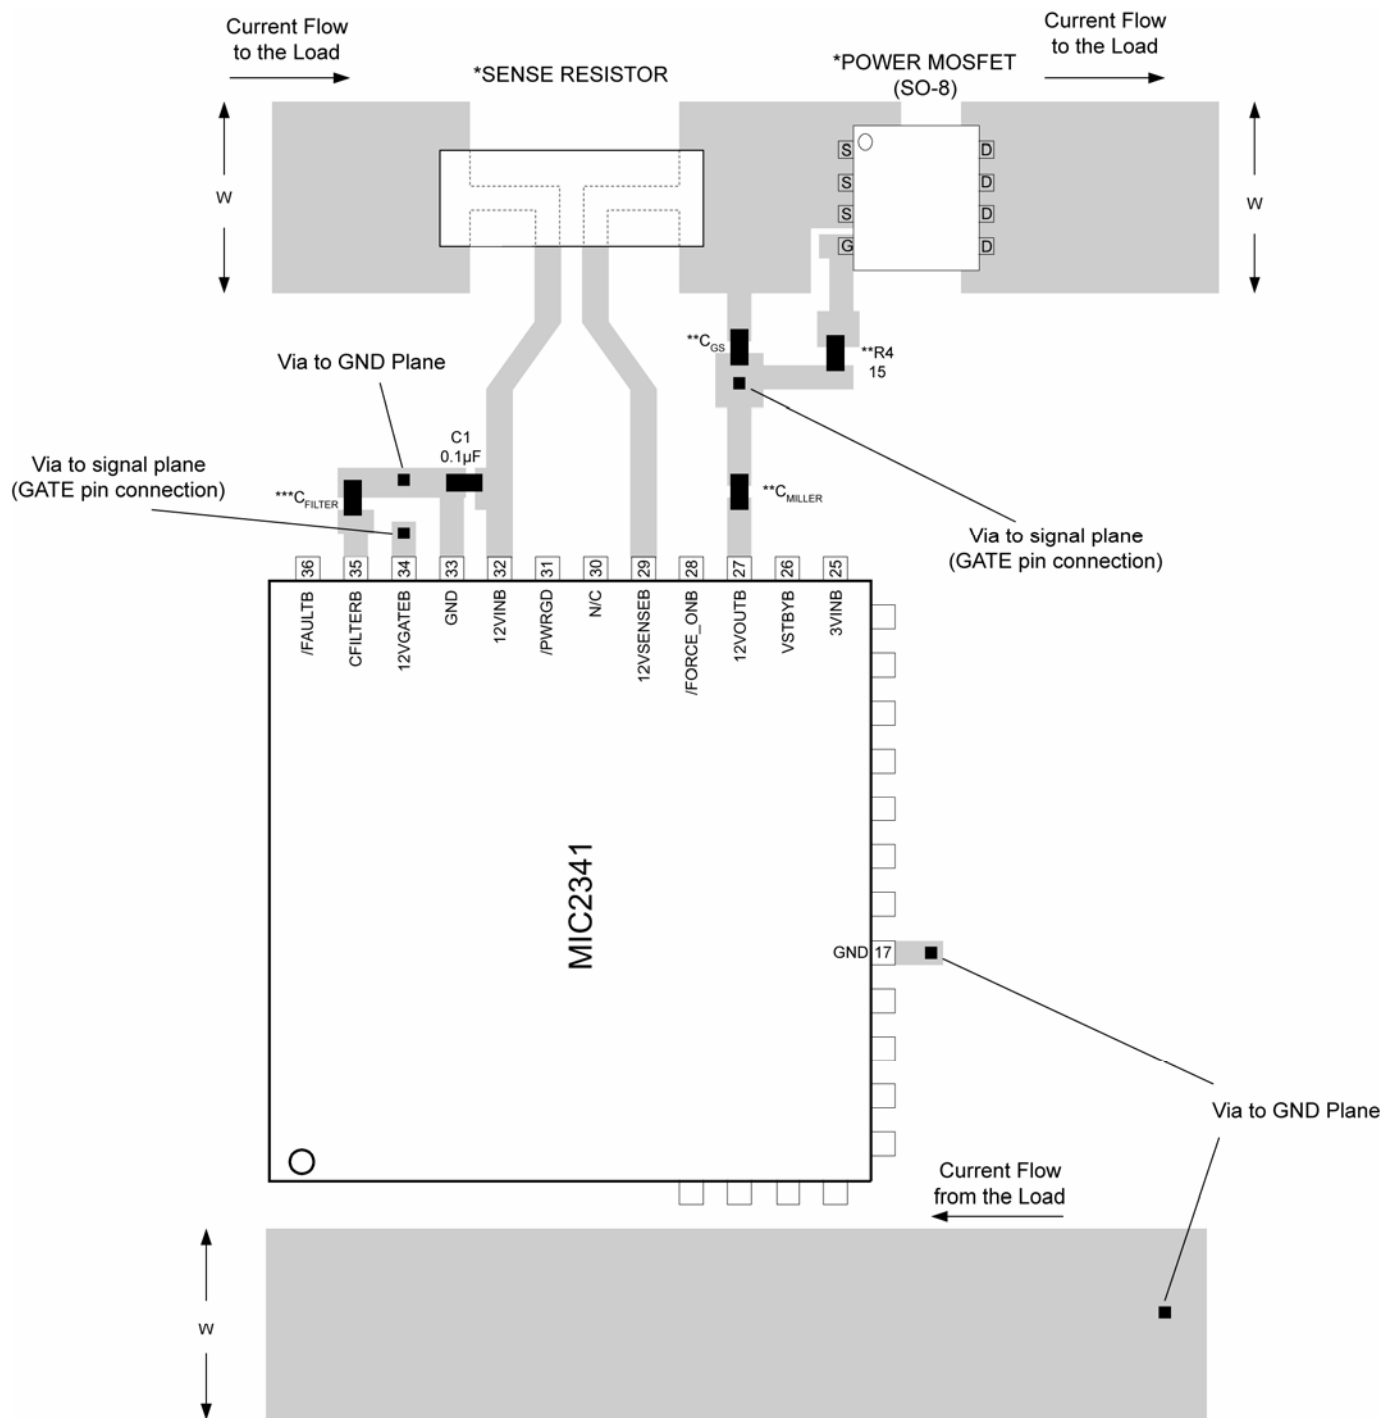 Current Flow
to the Load
*SENSE RESISTOR
*POWER MOSFET
(SO-8)
Current Flow
to the Load
W
W
S
S
S
G
D
D
D
D
**CGS
**R4
15
Via to GND Plane
C1
0.1µF
Via to signal plane
(GATE pin connection)
***CFILTER
**CMILLER
Via to signal plane
(GATE pin connection)
36
35
34
33
32
31
30
29
28
27
26
25
/FAULTB
CFILTERB
12VGATEB
GND
12VINB
/PWRGD
N/C
12VSENSEB
/FORCE_ONB
12VOUTB
VSTBYB
3VINB
MIC2341
GND 17
Via to GND Plane
Current Flow
from the Load
W